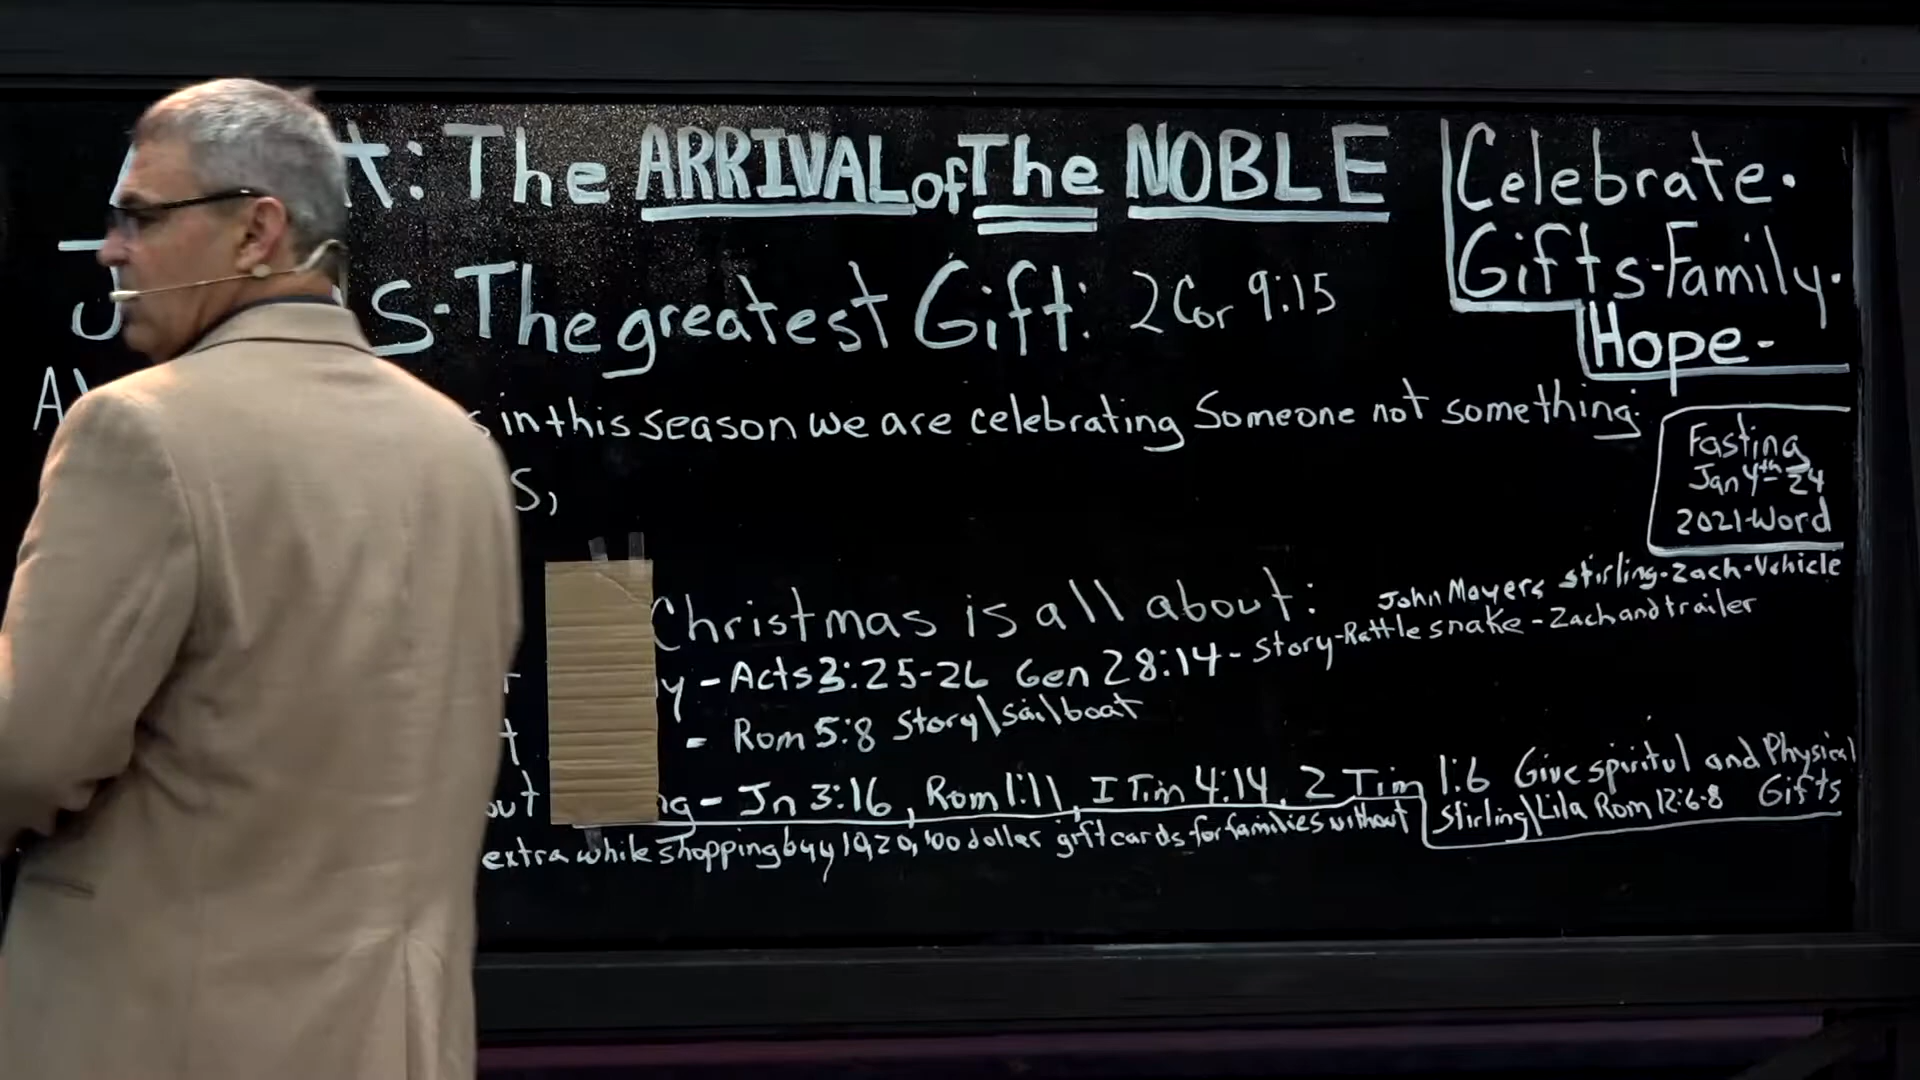 t: The ARRIVAL of The NOBLE
S. The greatest Gift: 2 Cor 9:15
Celebrate.
Gifts-Family.
Hope-
in this season we are celebrating Someone not something.
S,
Fasting
Jan 4th-24
2021-Word
Christmas is all about:
John Mayers stirling-Zach-Vehicle
y - Acts 3:25-26 Gen 28:14 - Story-Rattle snake - Zach and trailer
t - Rom 5:8 Story\sailboat
out ng - Jn 3:16, Rom 1:11, I Tim 4:14, 2 Tim 1:6 Give spiritul and Physical
Gifts
Stirling\Lila Rom 12:6-8
extra while shopping buy 10, 20, 100 dollar giftcards for families without